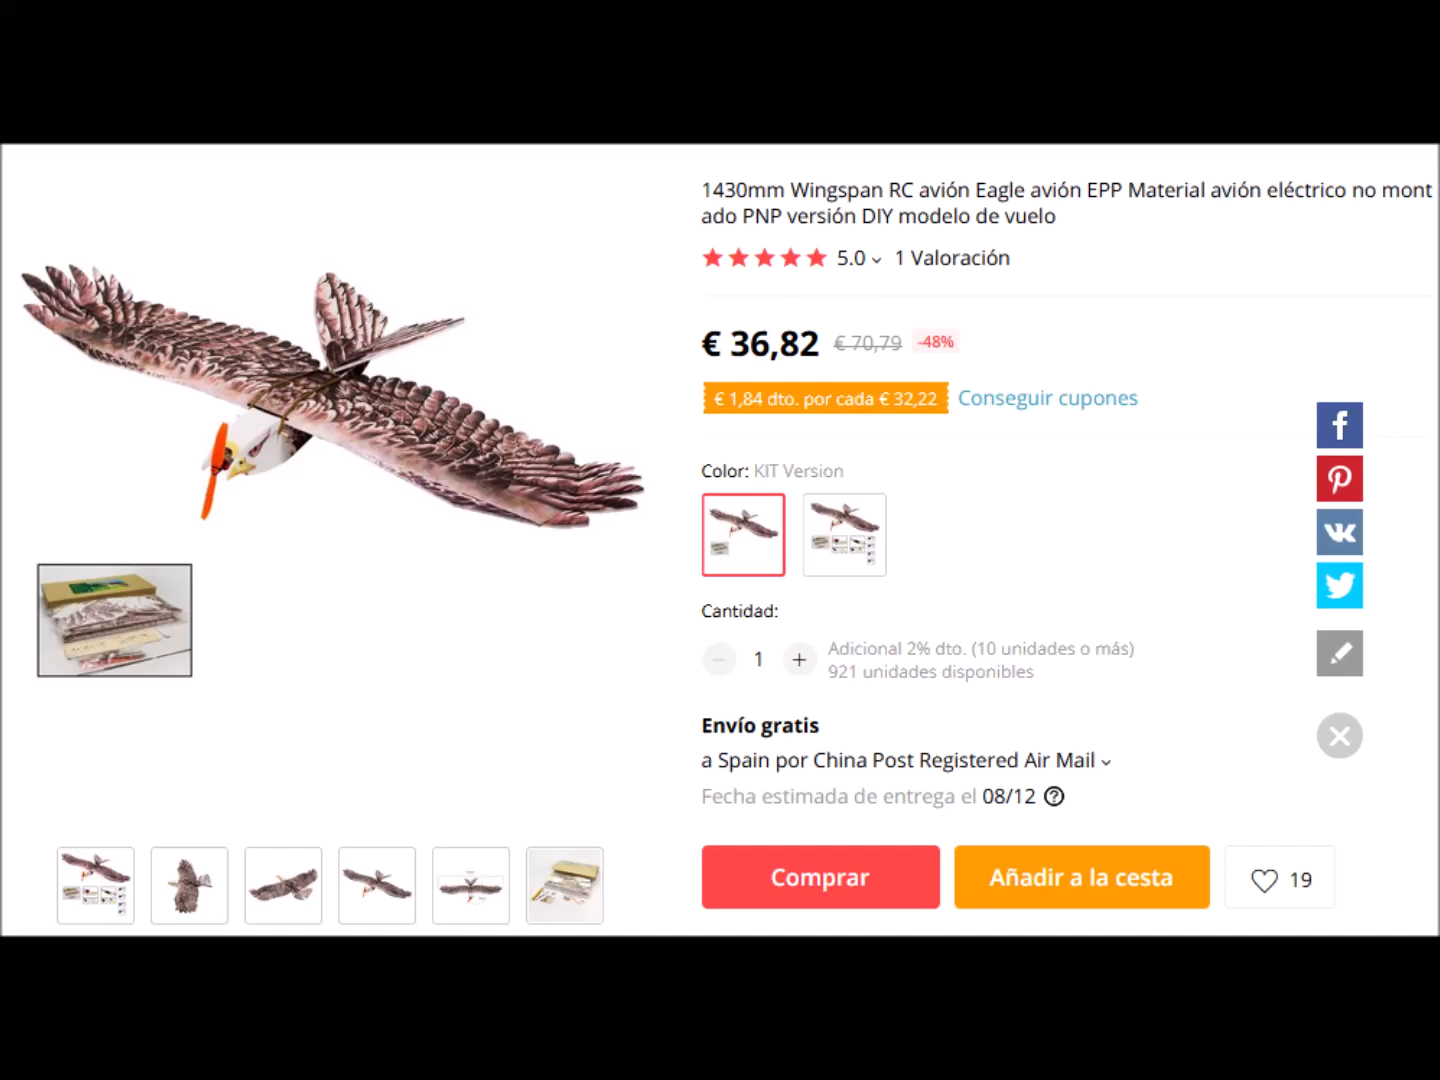 1430mm Wingspan RC avión Eagle avión EPP Material avión eléctrico no mont
ado PNP versión DIY modelo de vuelo
5.0 1 Valoración
€ 36,82 € 70,79 -48%
€ 1,84 dto. por cada € 32,22 Conseguir cupones
Color: KIT Version
Cantidad:
1
Adicional 2% dto. (10 unidades o más)
921 unidades disponibles
Envío gratis
a Spain por China Post Registered Air Mail
Fecha estimada de entrega el 08/12
Comprar
Añadir a la cesta
19